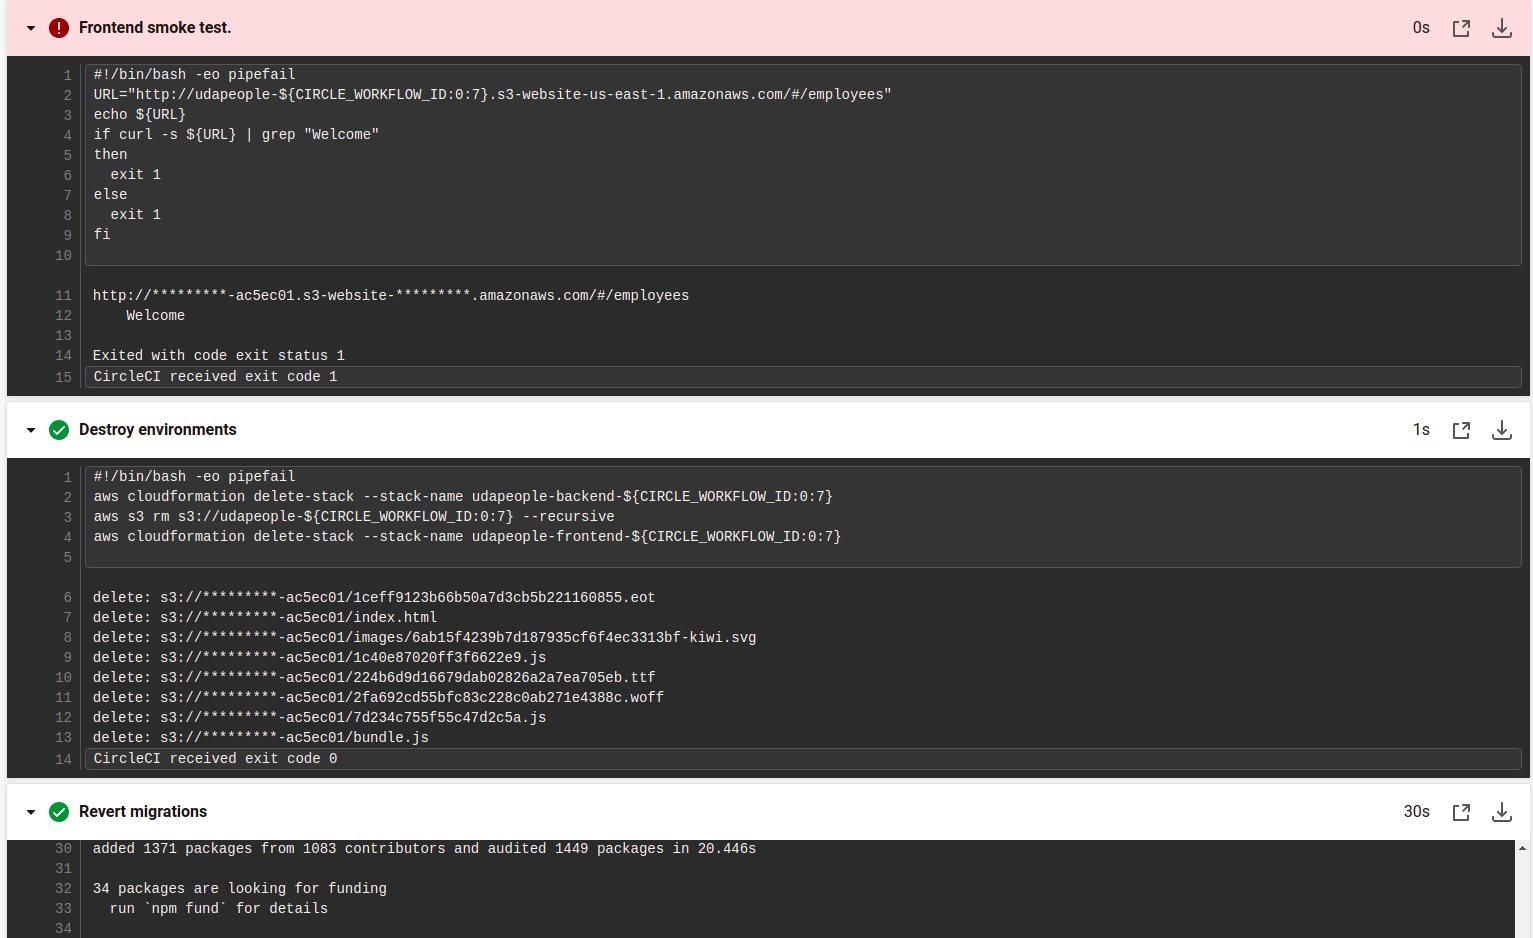 Frontend smoke test.
0s
1 #!/bin/bash -eo pipefail
2 URL="http://udapeople-${CIRCLE_WORKFLOW_ID:0:7}.s3-website-us-east-1.amazonaws.com/#/employees"
3 echo ${URL}
4 if curl -s ${URL} | grep "Welcome"
5 then
6   exit 1
7 else
8   exit 1
9 fi
10
11 http://*********-ac5ec01.s3-website-*********.amazonaws.com/#/employees
12     Welcome
13
14 Exited with code exit status 1
15 CircleCI received exit code 1
Destroy environments
1s
1 #!/bin/bash -eo pipefail
2 aws cloudformation delete-stack --stack-name udapeople-backend-${CIRCLE_WORKFLOW_ID:0:7}
3 aws s3 rm s3://udapeople-${CIRCLE_WORKFLOW_ID:0:7} --recursive
4 aws cloudformation delete-stack --stack-name udapeople-frontend-${CIRCLE_WORKFLOW_ID:0:7}
5
6 delete: s3://*********-ac5ec01/1ceff9123b66b50a7d3cb5b221160855.eot
7 delete: s3://*********-ac5ec01/index.html
8 delete: s3://*********-ac5ec01/images/6ab15f4239b7d187935cf6f4ec3313bf-kiwi.svg
9 delete: s3://*********-ac5ec01/1c40e87020ff3f6622e9.js
10 delete: s3://*********-ac5ec01/224b6d9d16679dab02826a2a7ea705eb.ttf
11 delete: s3://*********-ac5ec01/2fa692cd55bfc83c228c0ab271e4388c.woff
12 delete: s3://*********-ac5ec01/7d234c755f55c47d2c5a.js
13 delete: s3://*********-ac5ec01/bundle.js
14 CircleCI received exit code 0
Revert migrations
30s
30 added 1371 packages from 1083 contributors and audited 1449 packages in 20.446s
31
32 34 packages are looking for funding
33   run `npm fund` for details
34